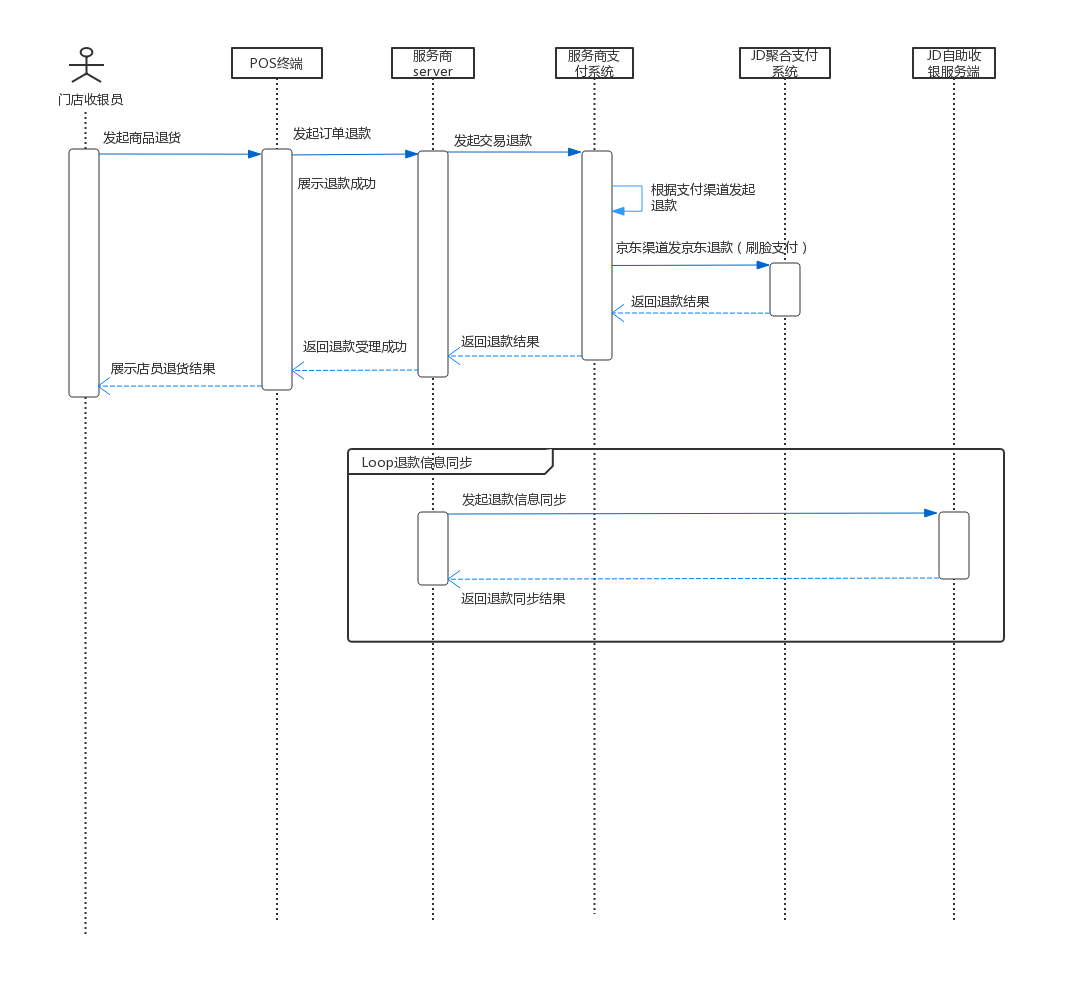 门店收银员
POS终端
服务商
server
服务商支
付系统
JD聚合支付
系统
JD自助收
银服务端
发起商品退货
发起订单退款
发起交易退款
展示退款成功
根据支付渠道发起
退款
京东渠道发京东退款（刷脸支付）
返回退款结果
返回退款结果
返回退款受理成功
展示店员退货结果
Loop退款信息同步
发起退款信息同步
返回退款同步结果